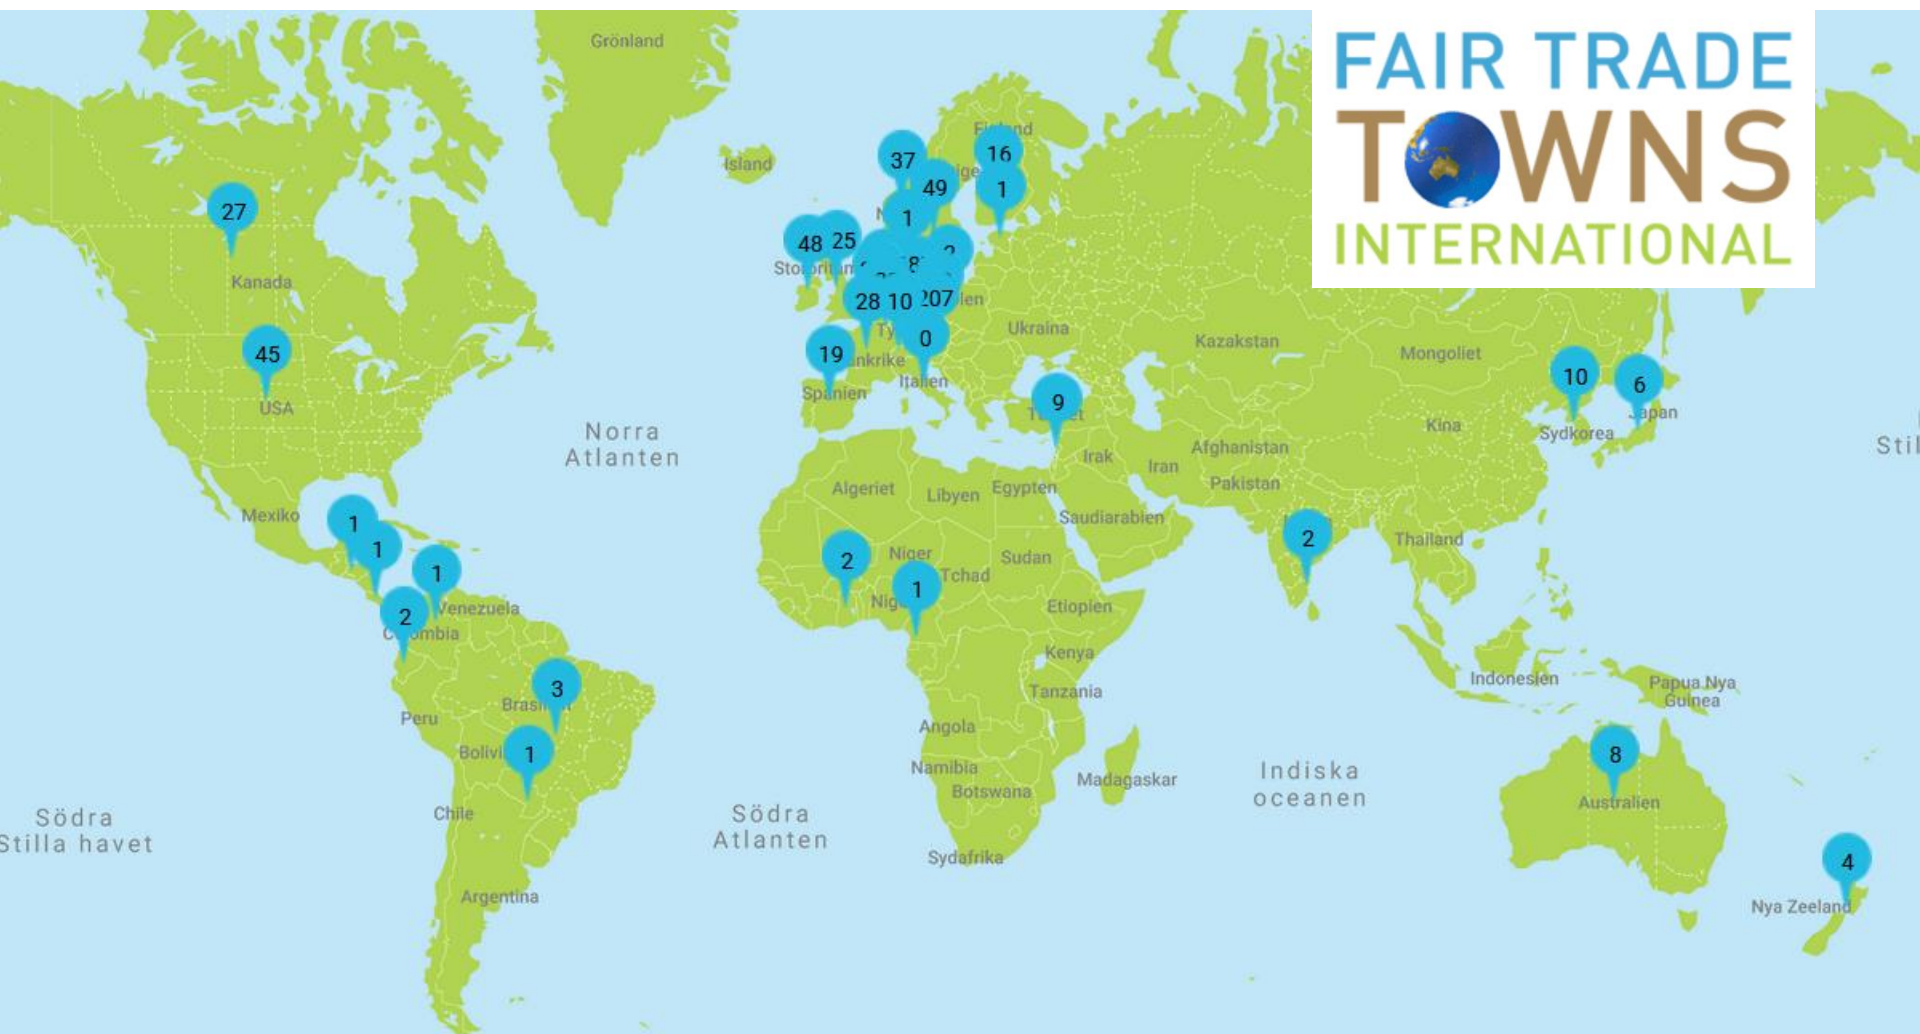 FAIR TRADE
TOWNS
INTERNATIONAL
Grönland
Island
37
16
49
1
1
27
48
25
Kanada
28
10
207
Ukraina
0
19
45
Italien
Spanien
USA
Kazakstan
Mongoliet
10
6
9
Japan
Sydkorea
Kina
Norra
Atlanten
Irak
Iran
Afghanistan
Pakistan
Algeriet
Libyen
Egypten
Saudiarabien
Mexiko
1
1
1
2
Venezuela
2
Niger
Tchad
Sudan
1
Etiopien
2
Thailand
Kenya
Tanzania
Indonesien
Papua Nya
Guinea
3
Peru
1
Chile
Argentina
Angola
Namibia
Botswana
Madagaskar
Sydafrika
Södra
Stilla havet
Södra
Atlanten
Indiska
oceanen
8
Australien
4
Nya Zeeland